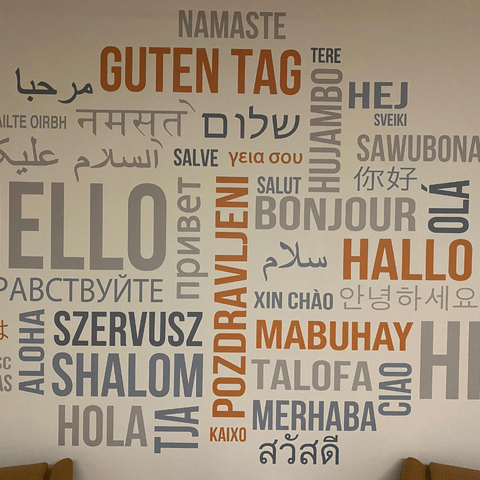 NAMASTE
GUTEN TAG
TERE
مرحبا
HUJAMBO
HEJ
SVEIKI
AILTE OIRBH
नमस्ते
שלום
SAWUBONA
السلام عليك
SALVE
γεια σου
你好
ELLO
привет
POZDRAVLJENI
SALUT
OLÁ
BONJOUR
سلام
HALLO
РАВСТВУЙТЕ
XIN CHÀO
안녕하세요
ALOHA
SZERVUSZ
MABUHAY
HI
SHALOM
TALOFA
CIAO
HOLA
TJA
KAIXO
MERHABA
สวัสดี